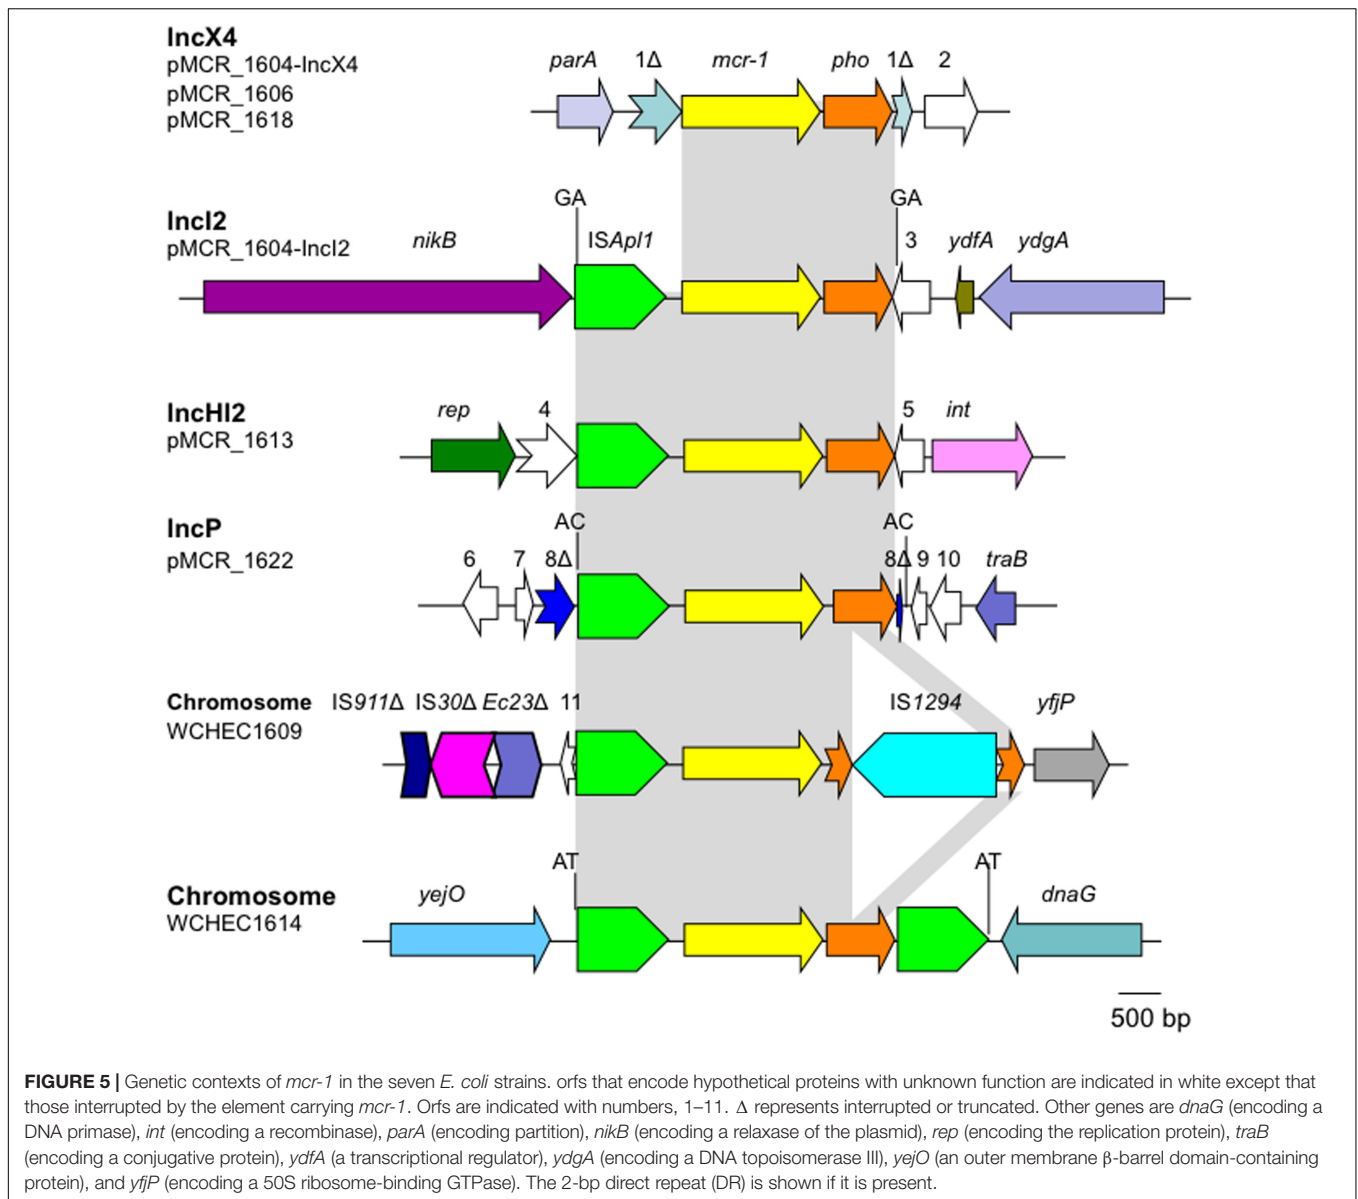 IncX4
pMCR_1604-IncX4
pMCR_1606
pMCR_1618
parA 1Δ mcr-1 pho 1Δ 2
GA GA
IncI2
pMCR_1604-IncI2
nikB ISApl1 3 ydfA ydgA
IncHI2
pMCR_1613
rep 4 5 int
AC AC
IncP
pMCR_1622
6 7 8Δ 8Δ 9 10 traB
Chromosome IS911Δ IS30Δ Ec23Δ 11 IS1294 yfjP
WCHEC1609
AT AT
Chromosome
WCHEC1614
yejO dnaG
500 bp
FIGURE 5 | Genetic contexts of mcr-1 in the seven E. coli strains. orfs that encode hypothetical proteins with unknown function are indicated in white except that
those interrupted by the element carrying mcr-1. Orfs are indicated with numbers, 1–11. Δ represents interrupted or truncated. Other genes are dnaG (encoding a
DNA primase), int (encoding a recombinase), parA (encoding partition), nikB (encoding a relaxase of the plasmid), rep (encoding the replication protein), traB
(encoding a conjugative protein), ydfA (a transcriptional regulator), ydgA (encoding a DNA topoisomerase III), yejO (an outer membrane β-barrel domain-containing
protein), and yfjP (encoding a 50S ribosome-binding GTPase). The 2-bp direct repeat (DR) is shown if it is present.